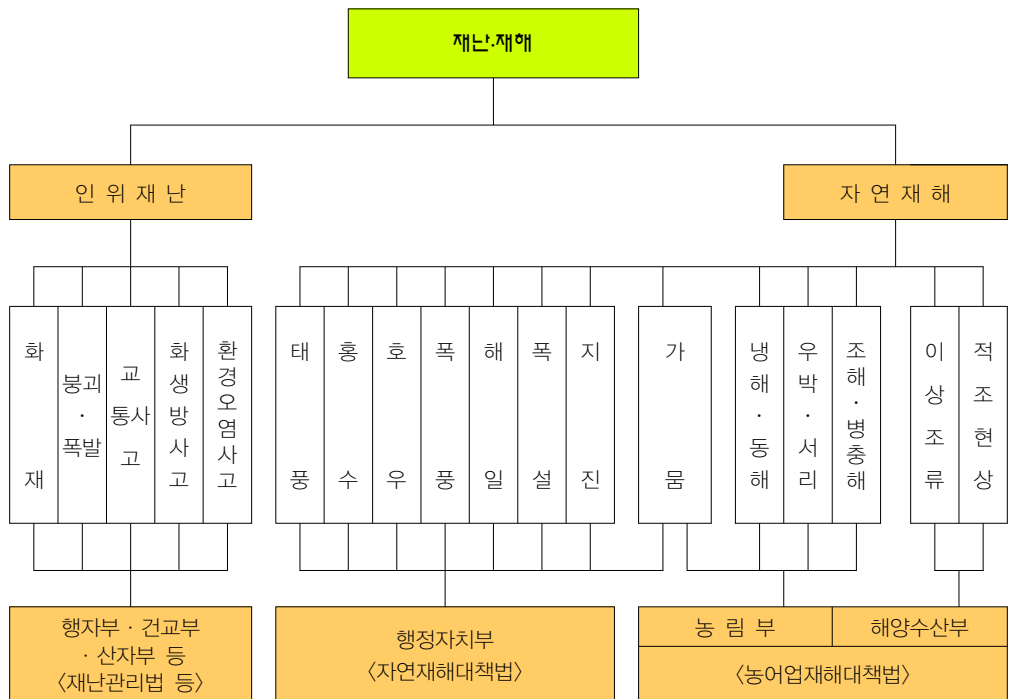 재난·재해
인 위 재 난
자 연 재 해
화 재
붕괴·폭발
교통사고
화생방사고
환경오염사고
태 풍
홍 수
호 우
폭 풍
해 일
폭 설
지 진
가 뭄
냉해·동해
우박·서리
조해·병충해
이상조류
적조현상
행자부·건교부
·산자부 등
〈재난관리법 등〉
행정자치부
〈자연재해대책법〉
농 림 부
해양수산부
〈농어업재해대책법〉